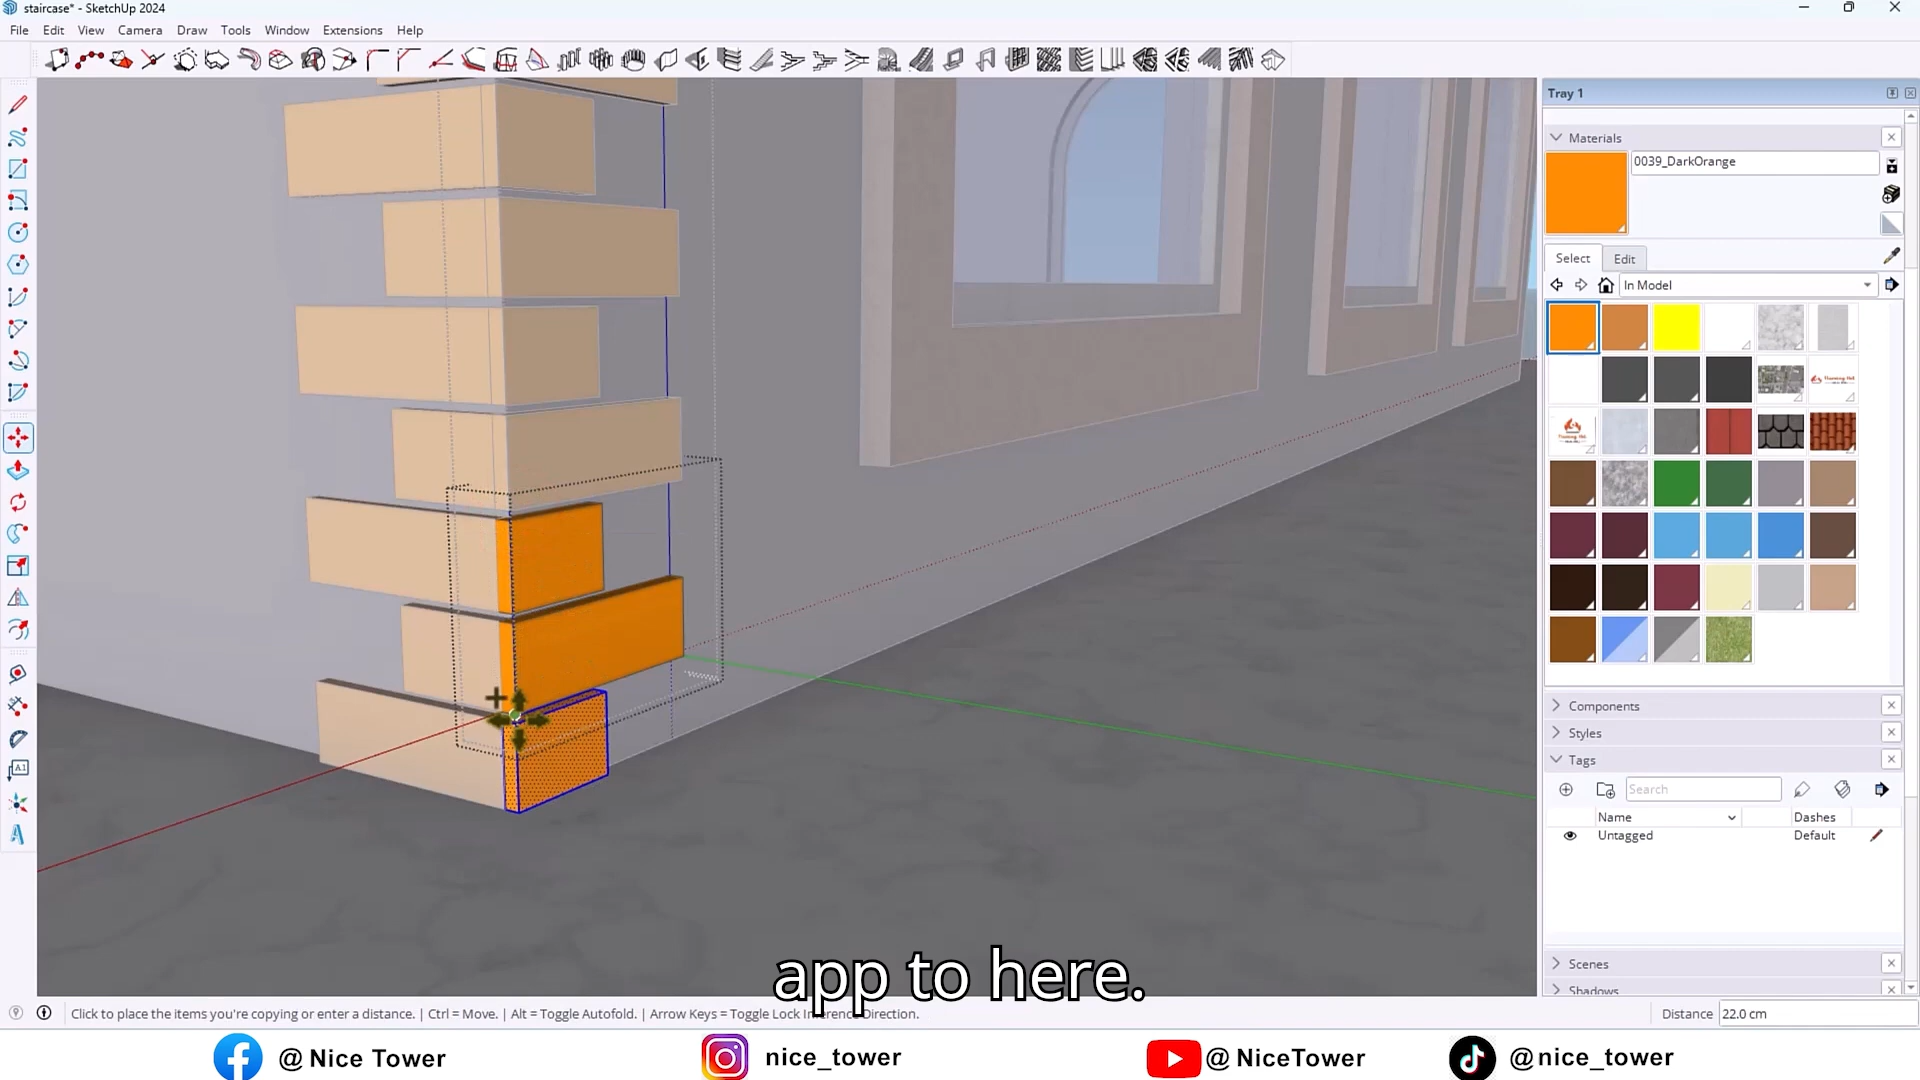 staircase* - SketchUp 2024
File Edit View Camera Draw Tools Window Extensions Help
Tray 1
Materials
0039_DarkOrange
Select Edit
In Model
Components
Styles
Tags
Search
Name Dashes
Untagged Default
Scenes
Shadows
app to here.
Click to place the items you're copying or enter a distance. | Ctrl = Move. | Alt = Toggle Autofold. | Arrow Keys = Toggle Lock Inference Direction.
Distance 22.0 cm
@ Nice Tower nice_tower @ NiceTower @nice_tower